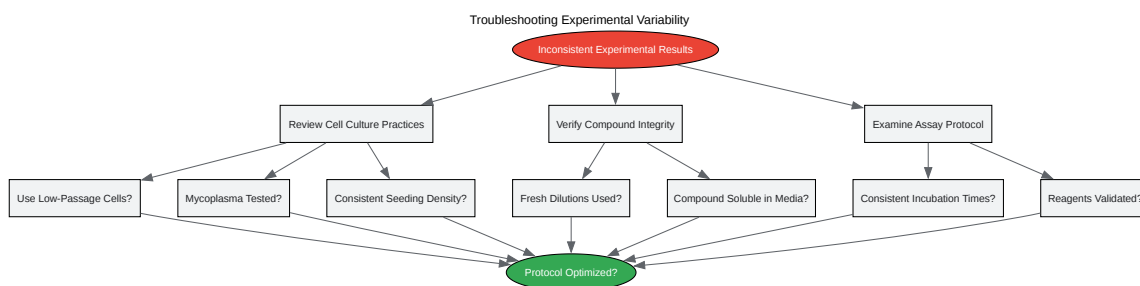 Troubleshooting Experimental Variability
Inconsistent Experimental Results
Review Cell Culture Practices
Verify Compound Integrity
Examine Assay Protocol
Use Low-Passage Cells?
Mycoplasma Tested?
Consistent Seeding Density?
Fresh Dilutions Used?
Compound Soluble in Media?
Consistent Incubation Times?
Reagents Validated?
Protocol Optimized?